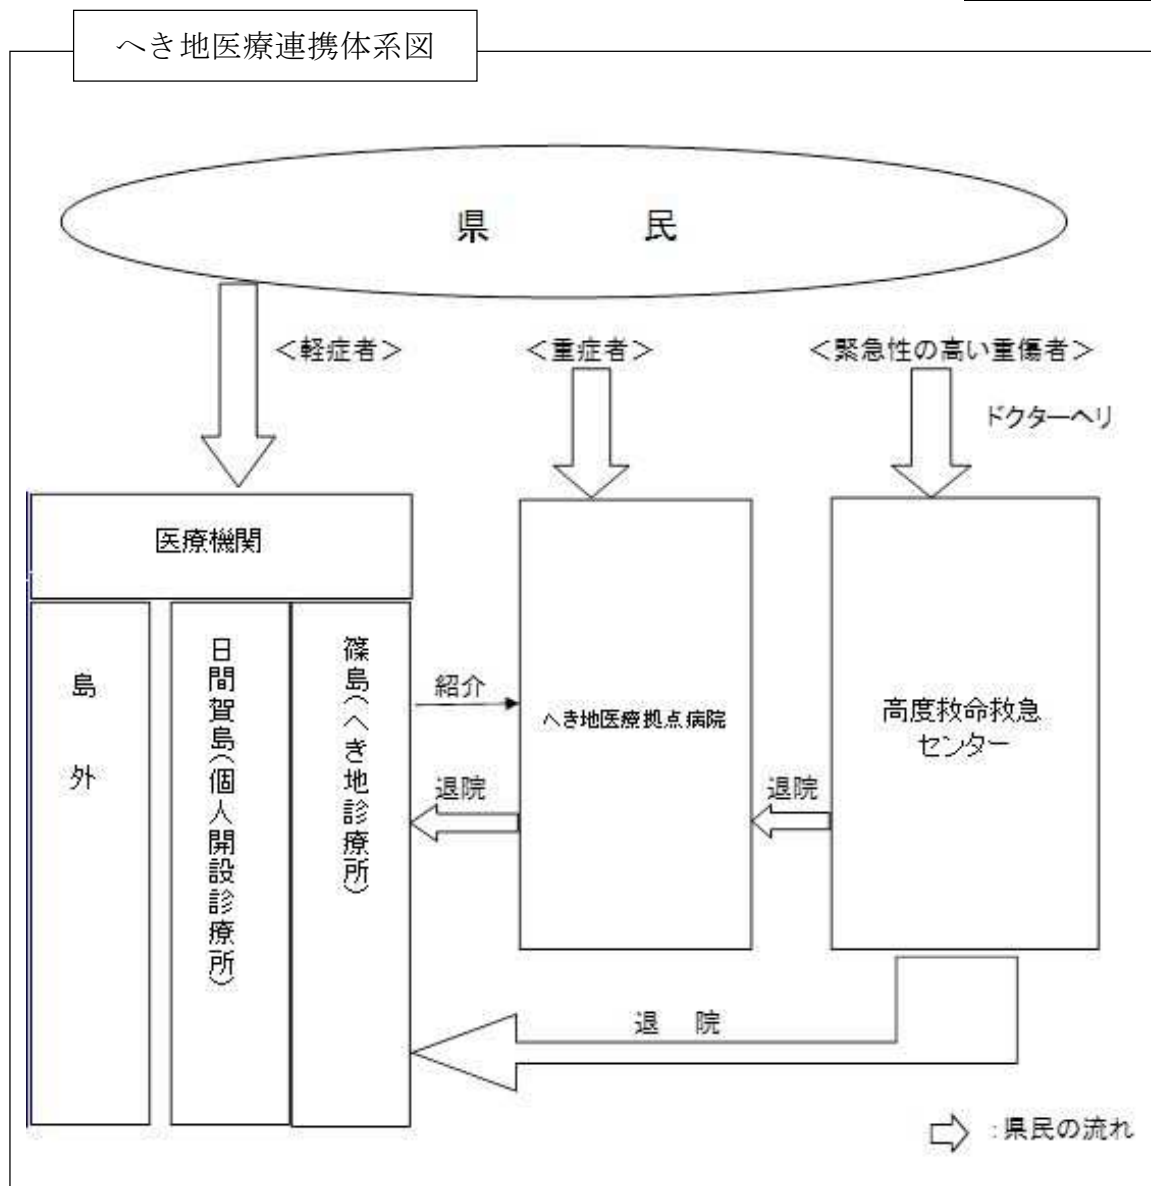 へき地医療連携体系図
県　　　民
＜軽症者＞
＜重症者＞
＜緊急性の高い重傷者＞
ドクターヘリ
医療機関
島外
日間賀島（個人開設診療所）
篠島（へき地診療所）
紹介
退院
へき地医療拠点病院
退院
高度救命救急
センター
退　院
：県民の流れ